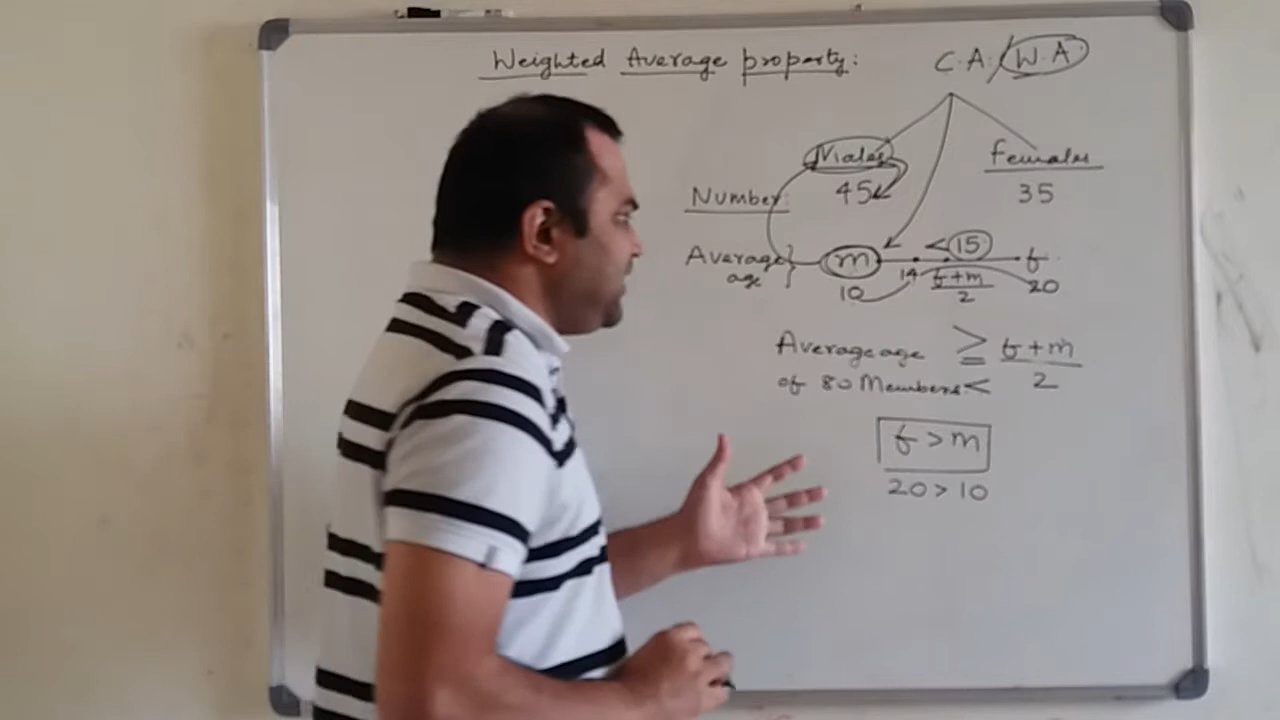 Weighted Average property:
C.A./W.A
Males
Females
Number:
45
35
Average age
m
14
15
f+m
2
f
10
20
Average age
of 80 Members
≥
<
f+m
2
f>m
20>10